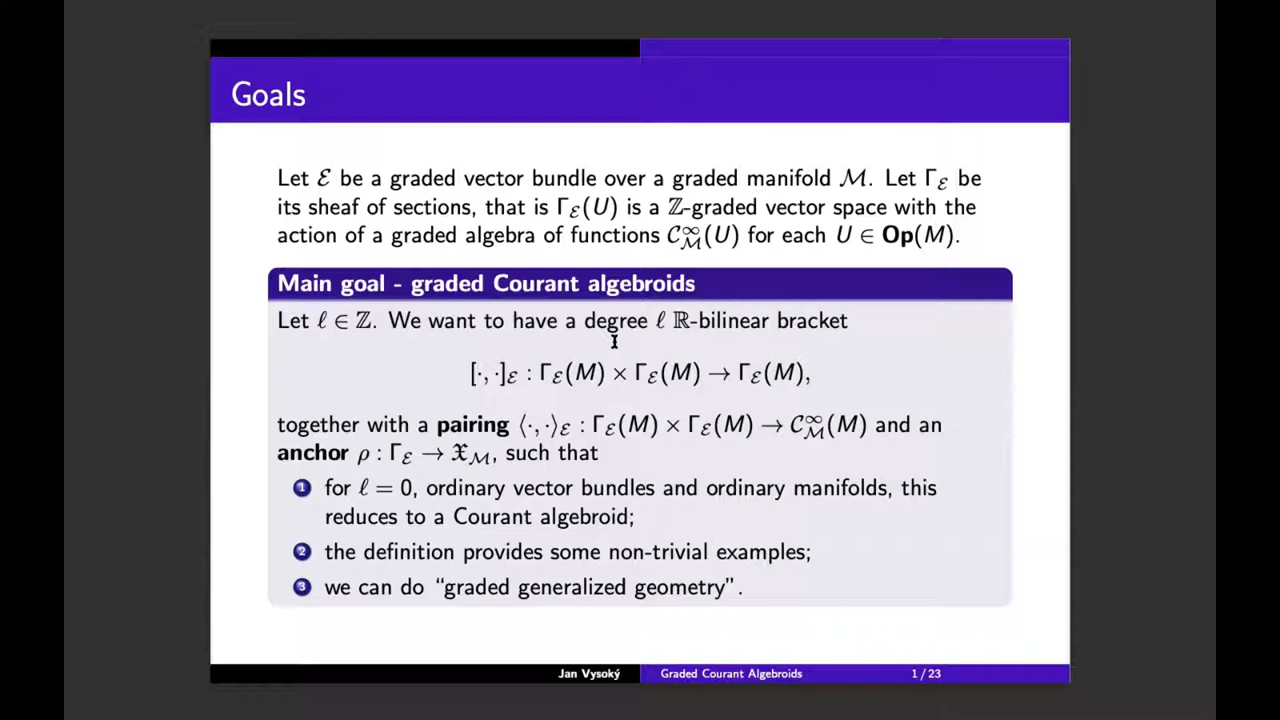 Goals
Let ℰ be a graded vector bundle over a graded manifold ℳ. Let Γ_ℰ be
its sheaf of sections, that is Γ_ℰ(U) is a ℤ-graded vector space with the
action of a graded algebra of functions 𝒞^∞_ℳ(U) for each U ∈ Op(M).
Main goal - graded Courant algebroids
Let ℓ ∈ ℤ. We want to have a degree ℓ ℝ-bilinear bracket
[·, ·]_ℰ : Γ_ℰ(M) × Γ_ℰ(M) → Γ_ℰ(M),
together with a pairing ⟨·, ·⟩_ℰ : Γ_ℰ(M) × Γ_ℰ(M) → 𝒞^∞_ℳ(M) and an
anchor ρ : Γ_ℰ → 𝔛_ℳ, such that
1 for ℓ = 0, ordinary vector bundles and ordinary manifolds, this
reduces to a Courant algebroid;
2 the definition provides some non-trivial examples;
3 we can do “graded generalized geometry”.
Jan Vysoký Graded Courant Algebroids 1 / 23